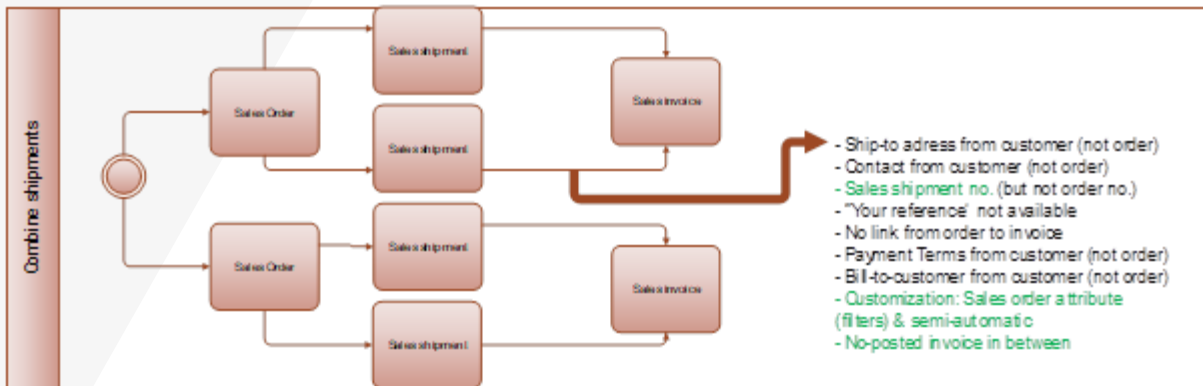 Combine shipments
Sales Order
Sales shipment
Sales shipment
Sales invoice
Sales Order
Sales shipment
Sales shipment
Sales invoice
- Ship-to adress from customer (not order)
- Contact from customer (not order)
- Sales shipment no. (but not order no.)
- "Your reference' not available
- No link from order to invoice
- Payment Terms from customer (not order)
- Bill-to-customer from customer (not order)
- Customization: Sales order attribute
(filters) & semi-automatic
- No-posted invoice in between